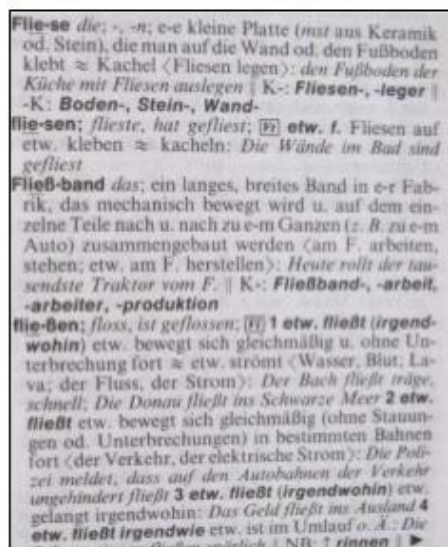 Flie·se die; -, -n; e-e kleine Platte (mst aus Keramik
od. Stein), die man auf die Wand od. den Fußboden
klebt ≈ Kachel ⟨Fliesen legen⟩: den Fußboden der
Küche mit Fliesen auslegen || K-: Fliesen-, -leger ||
-K: Boden-, Stein-, Wand-
flie·sen; flieste, hat gefliest; Vt etw. f. Fliesen auf
etw. kleben ≈ kacheln: Die Wände im Bad sind
gefliest
Fließ·band das; ein langes, breites Band in e-r Fab-
rik, das mechanisch bewegt wird u. auf dem ein-
zelne Teile nach u. nach zu e-m Ganzen (z. B. zu e-m
Auto) zusammengebaut werden ⟨am F. arbeiten,
stehen; etw. am F. herstellen⟩: Heute rollt der tau-
sendste Traktor vom F. || K-: Fließband-, -arbeit,
-arbeiter, -produktion
flie·ßen; floss, ist geflossen; Vi 1 etw. fließt (irgend-
wohin) etw. bewegt sich gleichmäßig u. ohne Un-
terbrechung fort ≈ etw. strömt ⟨Wasser, Blut, La-
va; der Fluss, der Strom⟩: Der Bach fließt träge,
schnell; Die Donau fließt ins Schwarze Meer 2 etw.
fließt etw. bewegt sich gleichmäßig (ohne Stauun-
gen od. Unterbrechungen) in bestimmten Bahnen
fort ⟨der Verkehr, der elektrische Strom⟩: Die Poli-
zei meldet, dass auf den Autobahnen der Verkehr
ungehindert fließt 3 etw. fließt (irgendwohin) etw.
gelangt irgendwohin: Das Geld fließt ins Ausland 4
etw. fließt irgendwie etw. ist im Umlauf o. Ä.: Die
fließen spärlich || NB: ↑ rinnen || ►